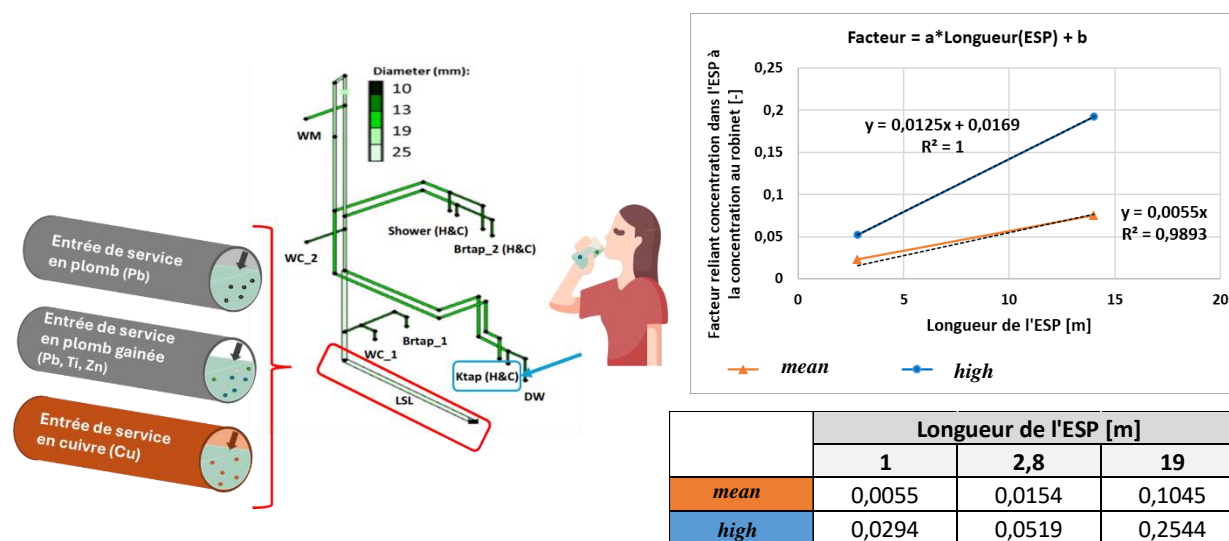 Diameter (mm):
10
13
19
25
WM
Shower (H&C)
Brtap_2 (H&C)
WC_2
Brtap_1
WC_1
Ktap (H&C)
DW
LSL
Entrée de service
en plomb (Pb)
Entrée de service
en plomb gainée
(Pb, Ti, Zn)
Entrée de service
en cuivre (Cu)
Facteur = a*Longueur(ESP) + b
Facteur reliant concentration dans l'ESP à
la concentration au robinet [-]
0,25
0,2
0,15
0,1
0,05
0
y = 0,0125x + 0,0169
R² = 1
y = 0,0055x
R² = 0,9893
0 5 10 15 20
Longueur de l'ESP [m]
mean high
Longueur de l'ESP [m]
1 2,8 19
mean 0,0055 0,0154 0,1045
high 0,0294 0,0519 0,2544